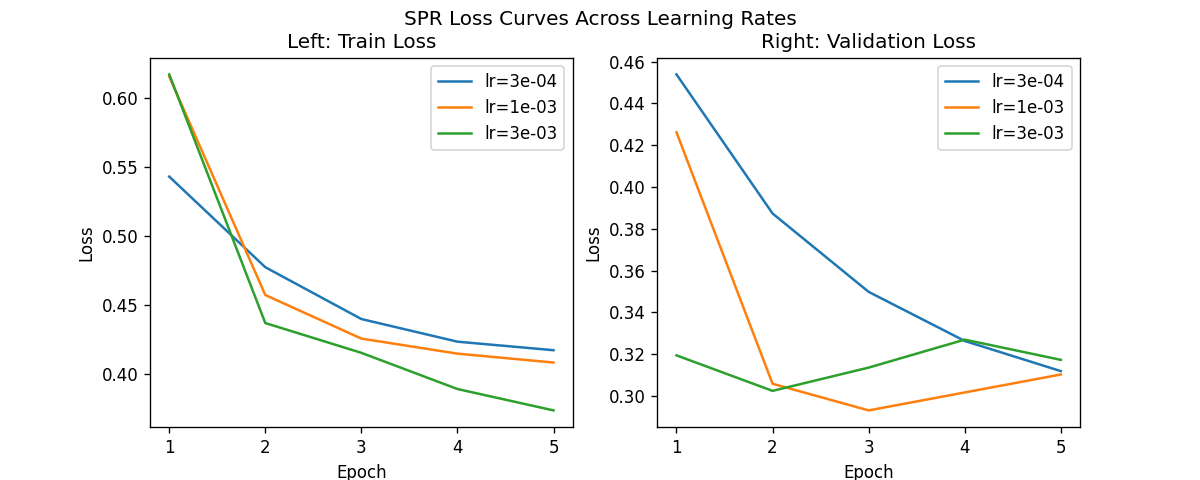 SPR Loss Curves Across Learning Rates
Left: Train Loss
Loss
0.60
0.55
0.50
0.45
0.40
1 2 3 4 5
Epoch
lr=3e-04
lr=1e-03
lr=3e-03
Right: Validation Loss
Loss
0.46
0.44
0.42
0.40
0.38
0.36
0.34
0.32
0.30
1 2 3 4 5
Epoch
lr=3e-04
lr=1e-03
lr=3e-03